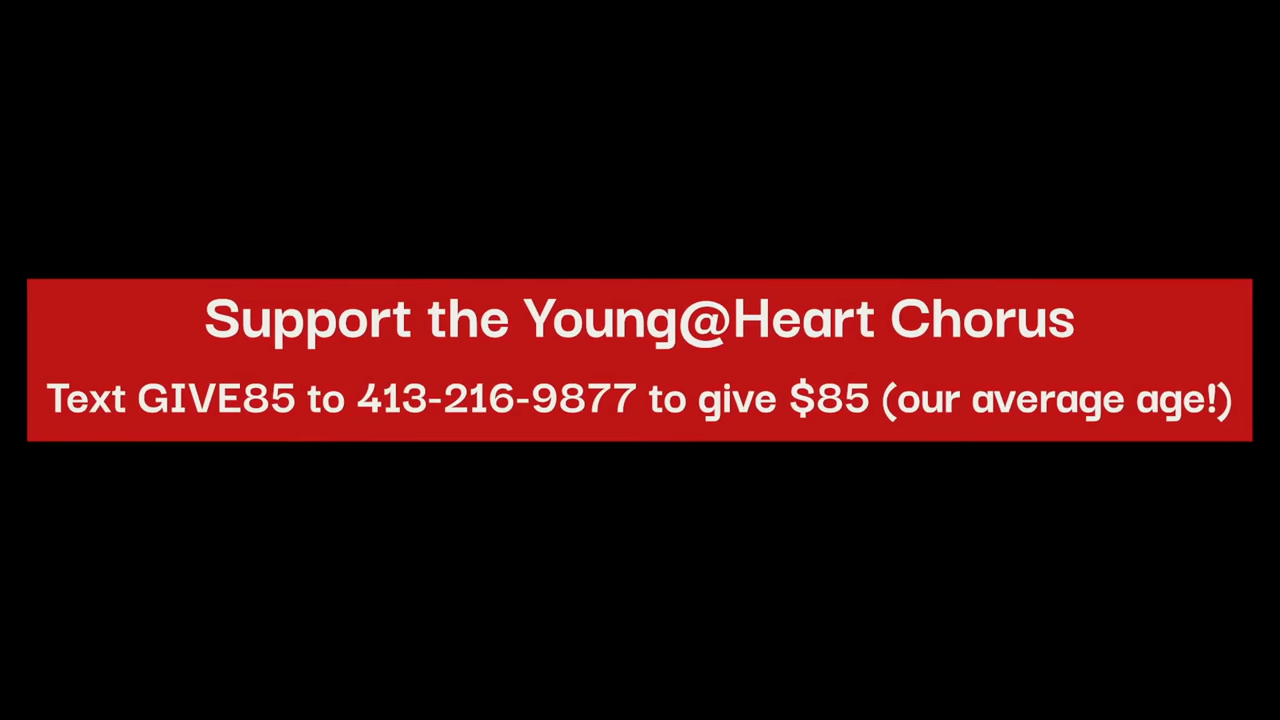 Support the Young@Heart Chorus
Text GIVE85 to 413-216-9877 to give $85 (our average age!)